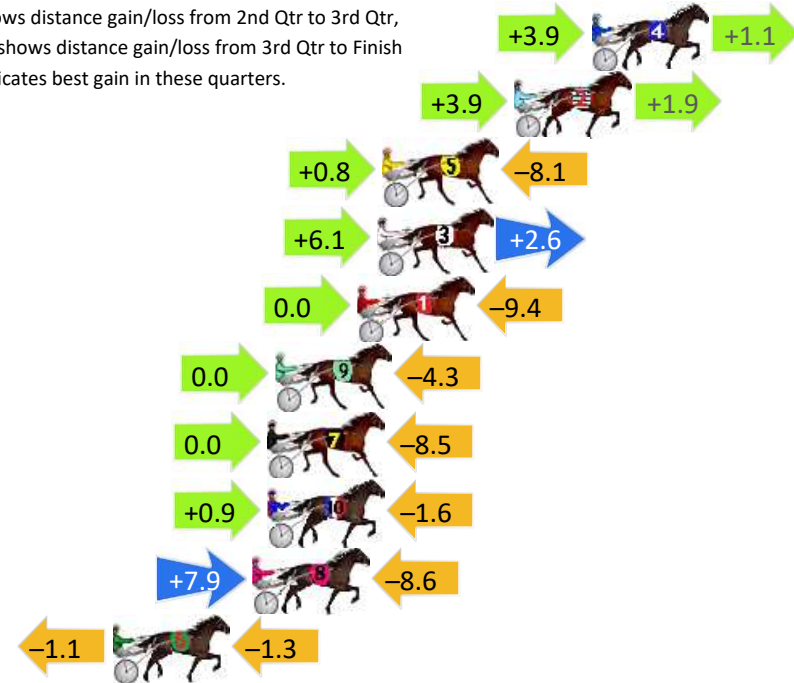 ows distance gain/loss from 2nd Qtr to 3rd Qtr,
shows distance gain/loss from 3rd Qtr to Finish
icates best gain in these quarters.
+3.9 4 +1.1
+3.9 +1.9
+0.8 5 –8.1
+6.1 3 +2.6
0.0 1 –9.4
0.0 9 –4.3
0.0 7 –8.5
+0.9 10 –1.6
+7.9 8 –8.6
–1.1 6 –1.3